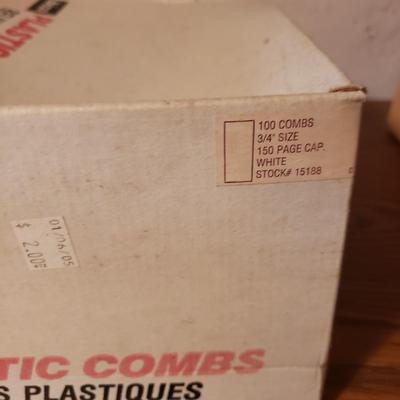 PLASTIC
100 COMBS
3/4" SIZE
150 PAGE CAP.
WHITE
STOCK# 15188
01/06/05
$ 2.00
TIC COMBS
S PLASTIQUES